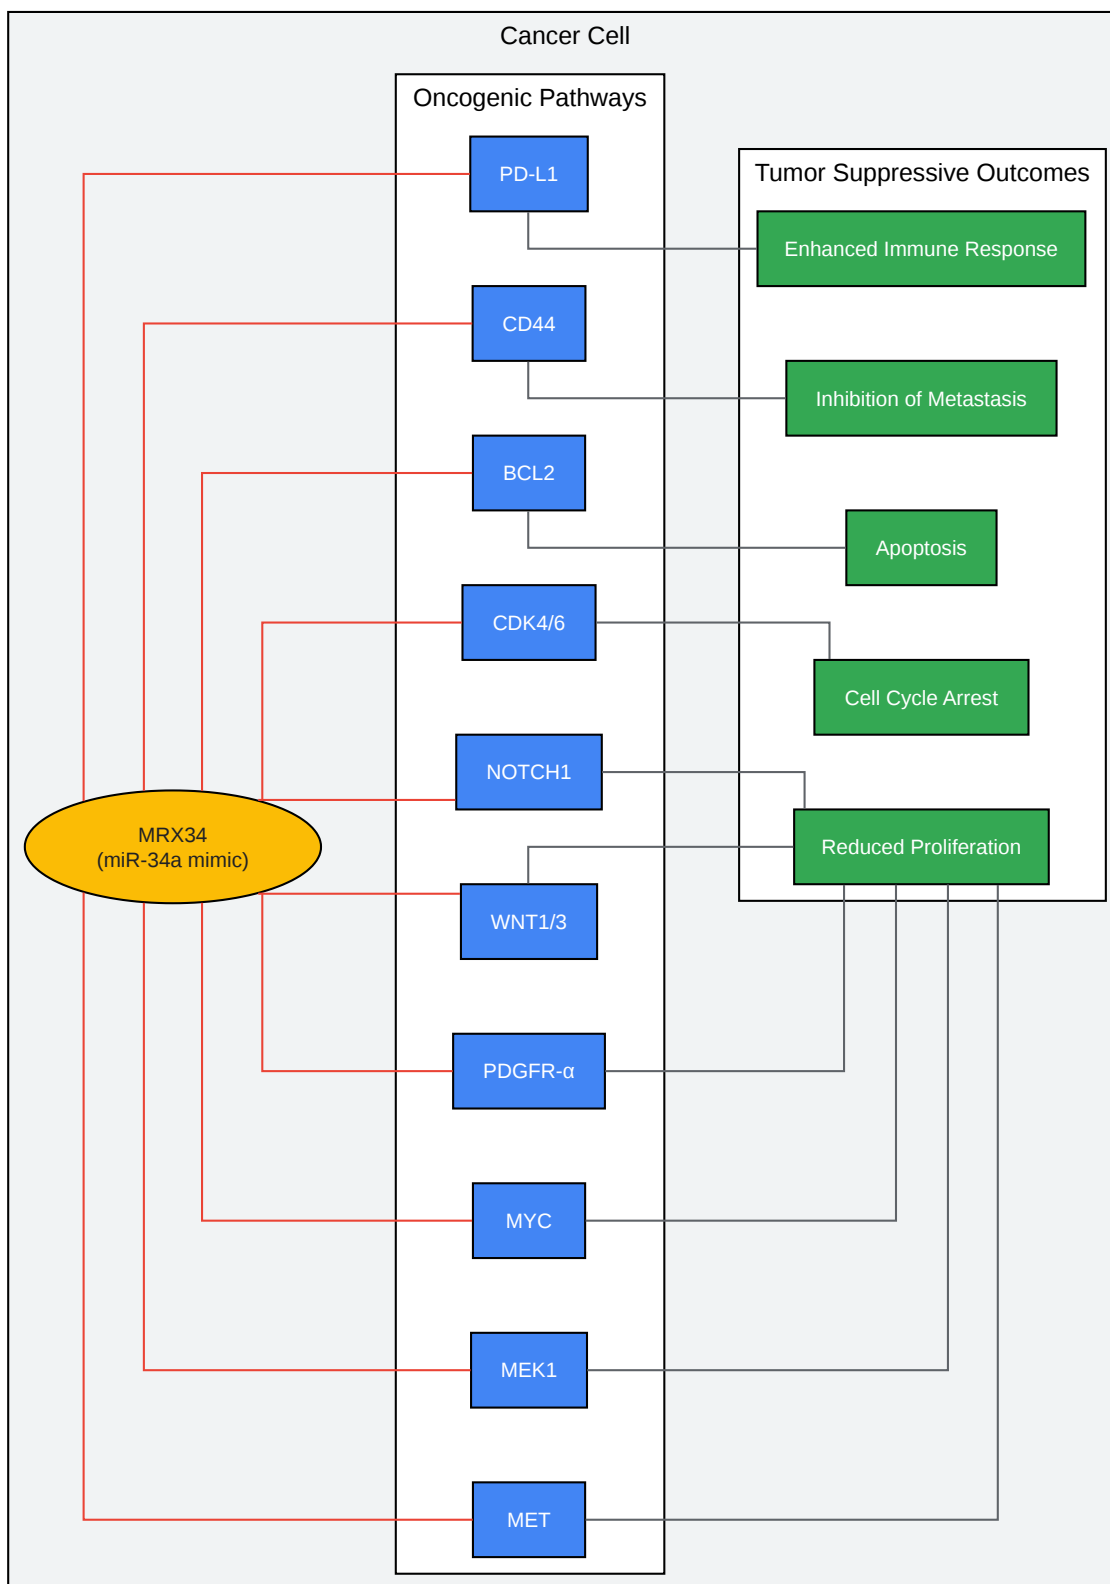 Cancer Cell
Oncogenic Pathways
PD-L1
CD44
BCL2
CDK4/6
NOTCH1
WNT1/3
PDGFR-α
MYC
MEK1
MET
Tumor Suppressive Outcomes
Enhanced Immune Response
Inhibition of Metastasis
Apoptosis
Cell Cycle Arrest
Reduced Proliferation
MRX34
(miR-34a mimic)